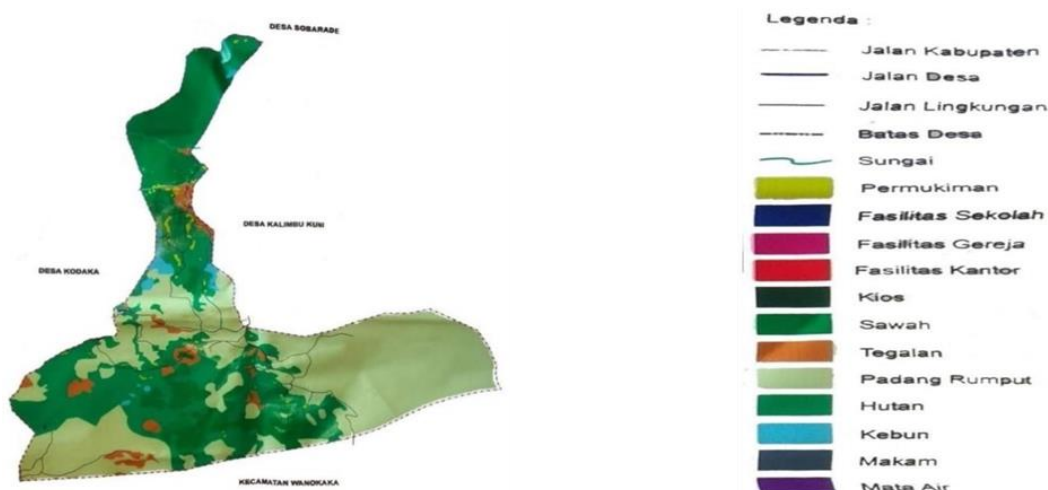 DESA SOBARADE
DESA KALIMBU KUNI
DESA KODAKA
KECAMATAN WANOKAKA
Legenda :
Jalan Kabupaten
Jalan Desa
Jalan Lingkungan
Batas Desa
Sungai
Permukiman
Fasilitas Sekolah
Fasilitas Gereja
Fasilitas Kantor
Kios
Sawah
Tegalan
Padang Rumput
Hutan
Kebun
Makam
Mata Air